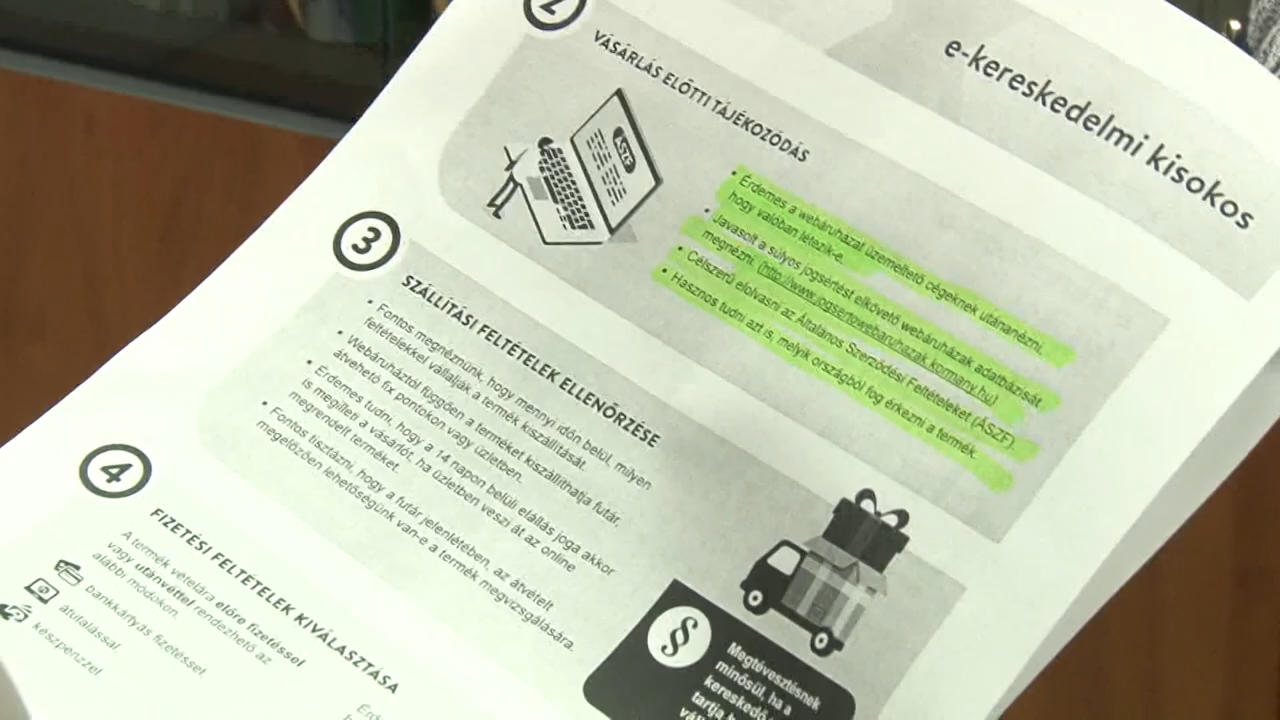 e-kereskedelmi kisokos
2
VÁSÁRLÁS ELŐTTI TÁJÉKOZÓDÁS
ÁSZF
• Érdemes a webáruházat üzemeltető cégeknek utánanézni,
hogy valóban létezik-e.
• Javasolt a súlyos jogsértést elkövető webáruházak adatbázisát
megnézni. (http://www.jogsertowebaruhazak.kormany.hu)
• Célszerű elolvasni az Általános Szerződési Feltételeket (ÁSZF).
• Hasznos tudni azt is, melyik országból fog érkezni a termék.
3
SZÁLLÍTÁSI FELTÉTELEK ELLENŐRZÉSE
• Fontos megnéznünk, hogy mennyi időn belül, milyen
feltételekkel vállalják a termék kiszállítását.
• Webáruháztól függően a terméket kiszállíthatja futár,
átvehető fix pontokon vagy üzletben.
• Érdemes tudni, hogy a 14 napon belüli elállás joga akkor
is megilleti a vásárlót, ha üzletben veszi át az online
megrendelt terméket.
• Fontos tisztázni, hogy a futár jelenlétében, az átvételt
megelőzően lehetőségünk van-e a termék megvizsgálására.
§
Megtévesztésnek
minősül, ha a
kereskedő
tartja
4
FIZETÉSI FELTÉTELEK KIVÁLASZTÁSA
A termék vételára előre fizetéssel
vagy utánvéttel rendezhető az
alábbi módokon:
bankkártyás fizetéssel
átutalással
készpénzzel